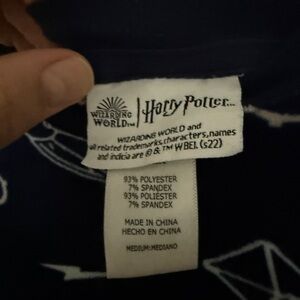 WIZARDING
WORLD
Harry Potter
WIZARDING WORLD and
all related trademarks, characters, names
and indicia are © & ™ WBEI. (s22)
93% POLYESTER
7% SPANDEX
93% POLIÉSTER
7% SPANDEX
MADE IN CHINA
HECHO EN CHINA
MEDIUM/MEDIANO